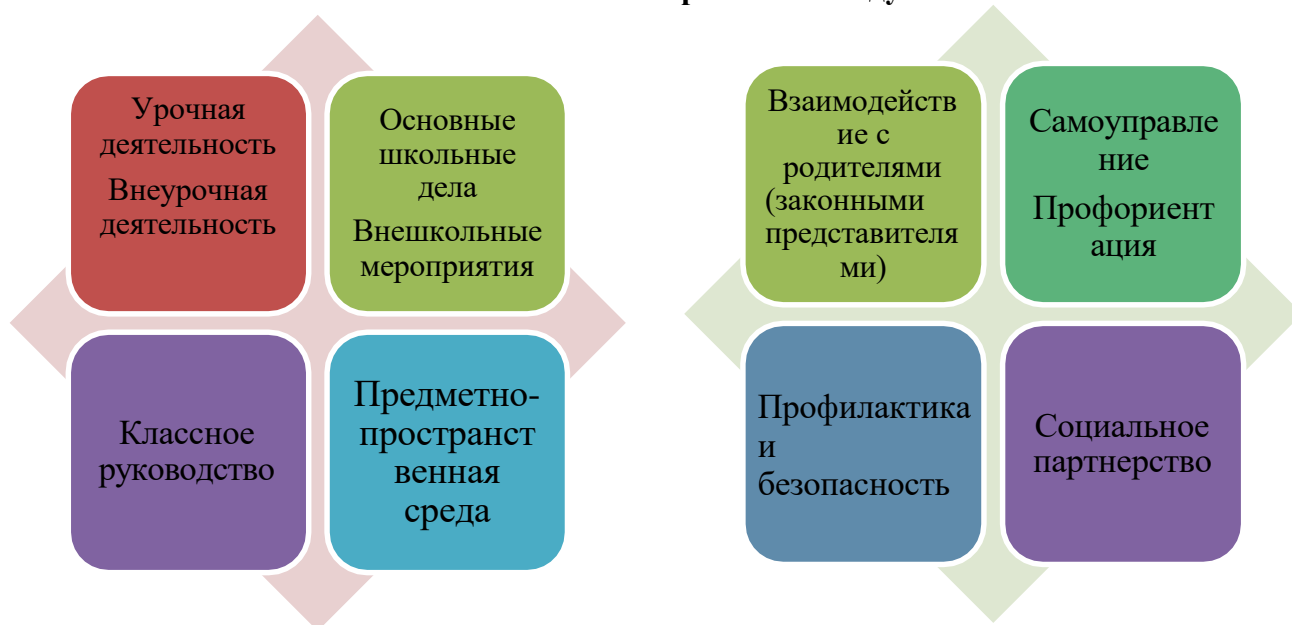 Урочная
деятельность
Внеурочная
деятельность
Основные
школьные
дела
Внешкольные
мероприятия
Классное
руководство
Предметно-
пространст
венная
среда
Взаимодейств
ие с
родителями
(законными
представителя
ми)
Самоуправле
ние
Профориент
ация
Профилактика
и
безопасность
Социальное
партнерство